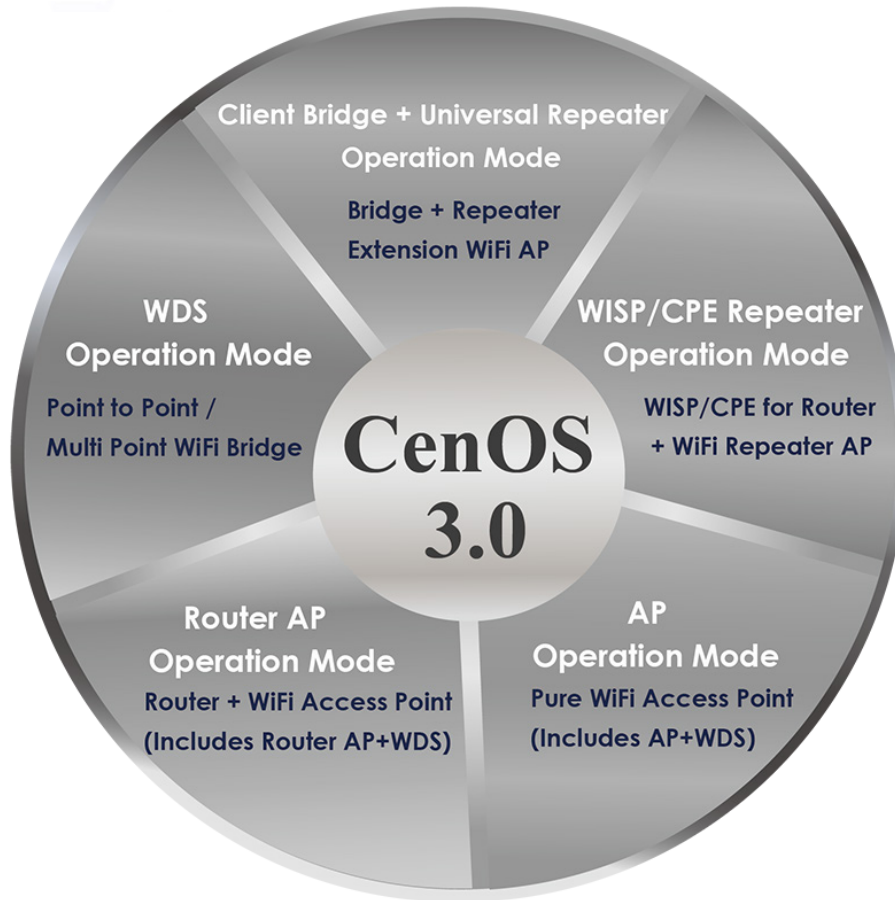 Client Bridge + Universal Repeater
Operation Mode
Bridge + Repeater
Extension WiFi AP
WISP/CPE Repeater
Operation Mode
WISP/CPE for Router
+ WiFi Repeater AP
AP
Operation Mode
Pure WiFi Access Point
(Includes AP+WDS)
Router AP
Operation Mode
Router + WiFi Access Point
(Includes Router AP+WDS)
WDS
Operation Mode
Point to Point /
Multi Point WiFi Bridge
CenOS
3.0